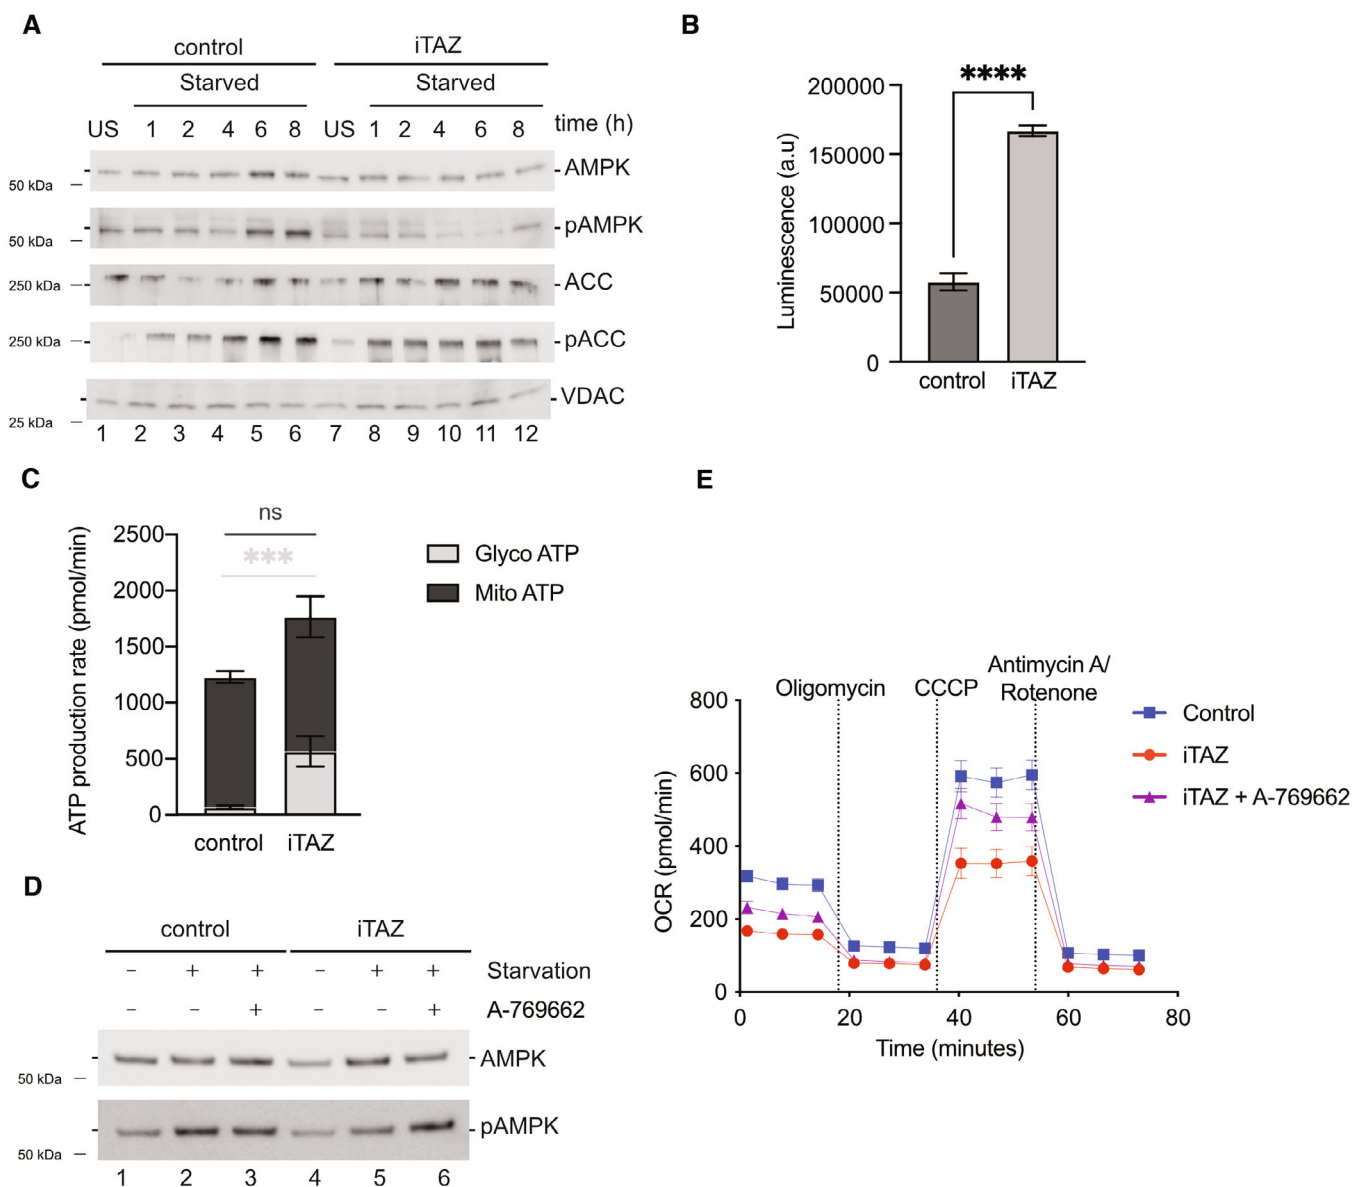 A
control
iTAZ
Starved
Starved
US 1 2 4 6 8 US 1 2 4 6 8 time (h)
50 kDa
AMPK
50 kDa
pAMPK
250 kDa
ACC
250 kDa
pACC
25 kDa
VDAC
1 2 3 4 5 6 7 8 9 10 11 12
B
****
Luminescence (a.u)
200000
150000
100000
50000
0
control iTAZ
C
ns
***
ATP production rate (pmol/min)
2500
2000
1500
1000
500
0
control iTAZ
Glyco ATP
Mito ATP
D
control iTAZ
– + + – + + Starvation
– – + – – + A-769662
AMPK
50 kDa
pAMPK
50 kDa
1 2 3 4 5 6
E
Oligomycin
CCCP
Antimycin A/
Rotenone
OCR (pmol/min)
800
600
400
200
0
0 20 40 60 80
Time (minutes)
Control
iTAZ
iTAZ + A-769662